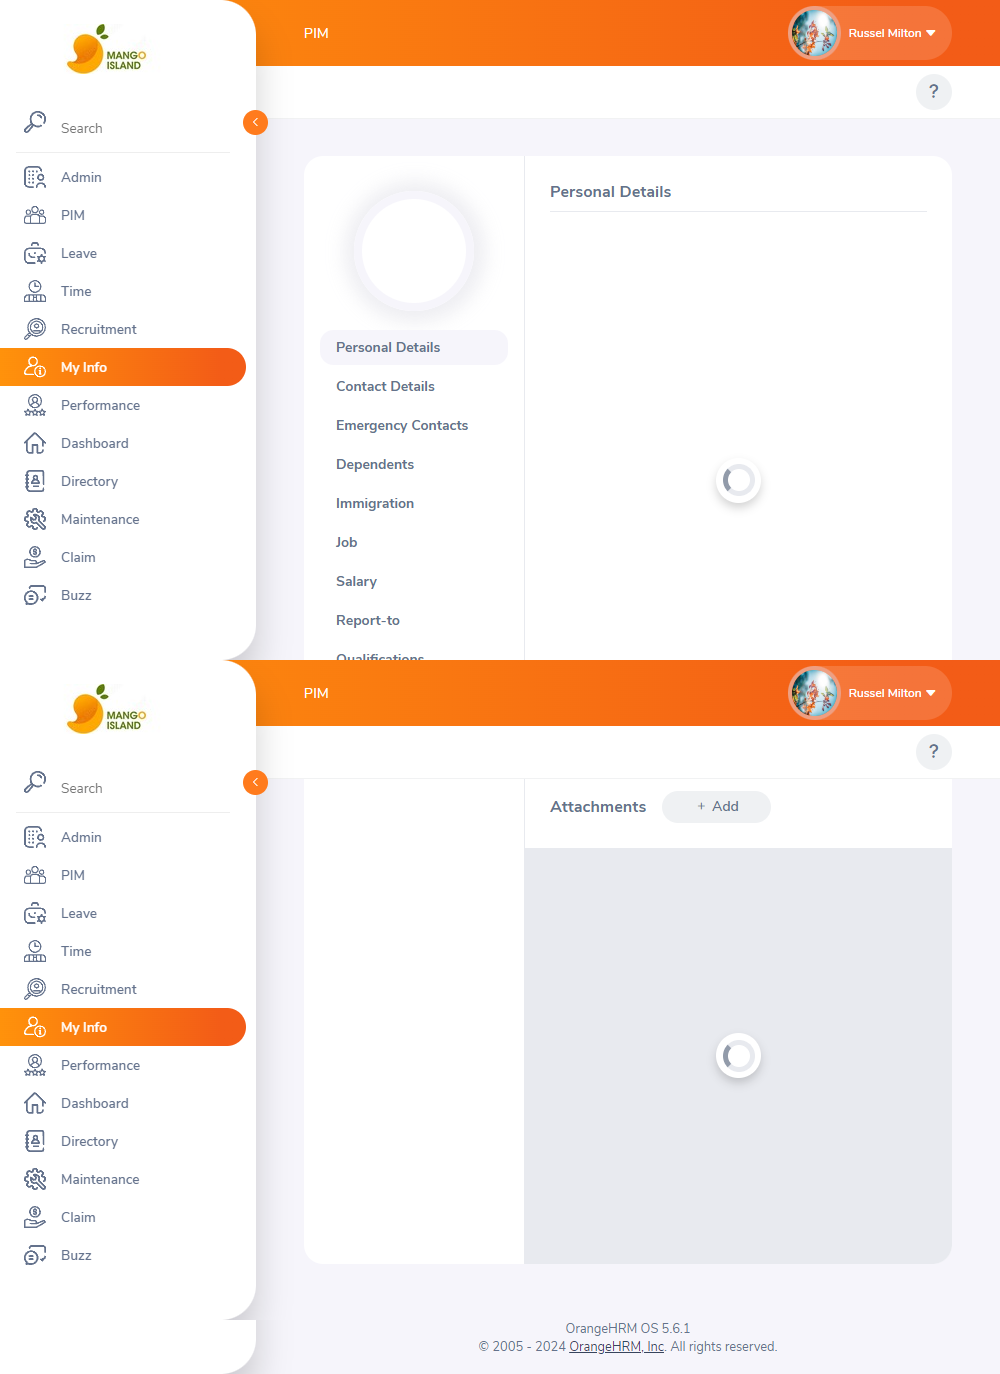 MANGO
ISLAND
PIM
Russel Milton
?
Search
Admin
PIM
Leave
Time
Recruitment
My Info
Performance
Dashboard
Directory
Maintenance
Claim
Buzz
Personal Details
Contact Details
Emergency Contacts
Dependents
Immigration
Job
Salary
Report-to
Qualifications
Personal Details
MANGO
ISLAND
PIM
Russel Milton
?
Search
Admin
PIM
Leave
Time
Recruitment
My Info
Performance
Dashboard
Directory
Maintenance
Claim
Buzz
Attachments
+ Add
OrangeHRM OS 5.6.1
© 2005 - 2024 OrangeHRM, Inc. All rights reserved.